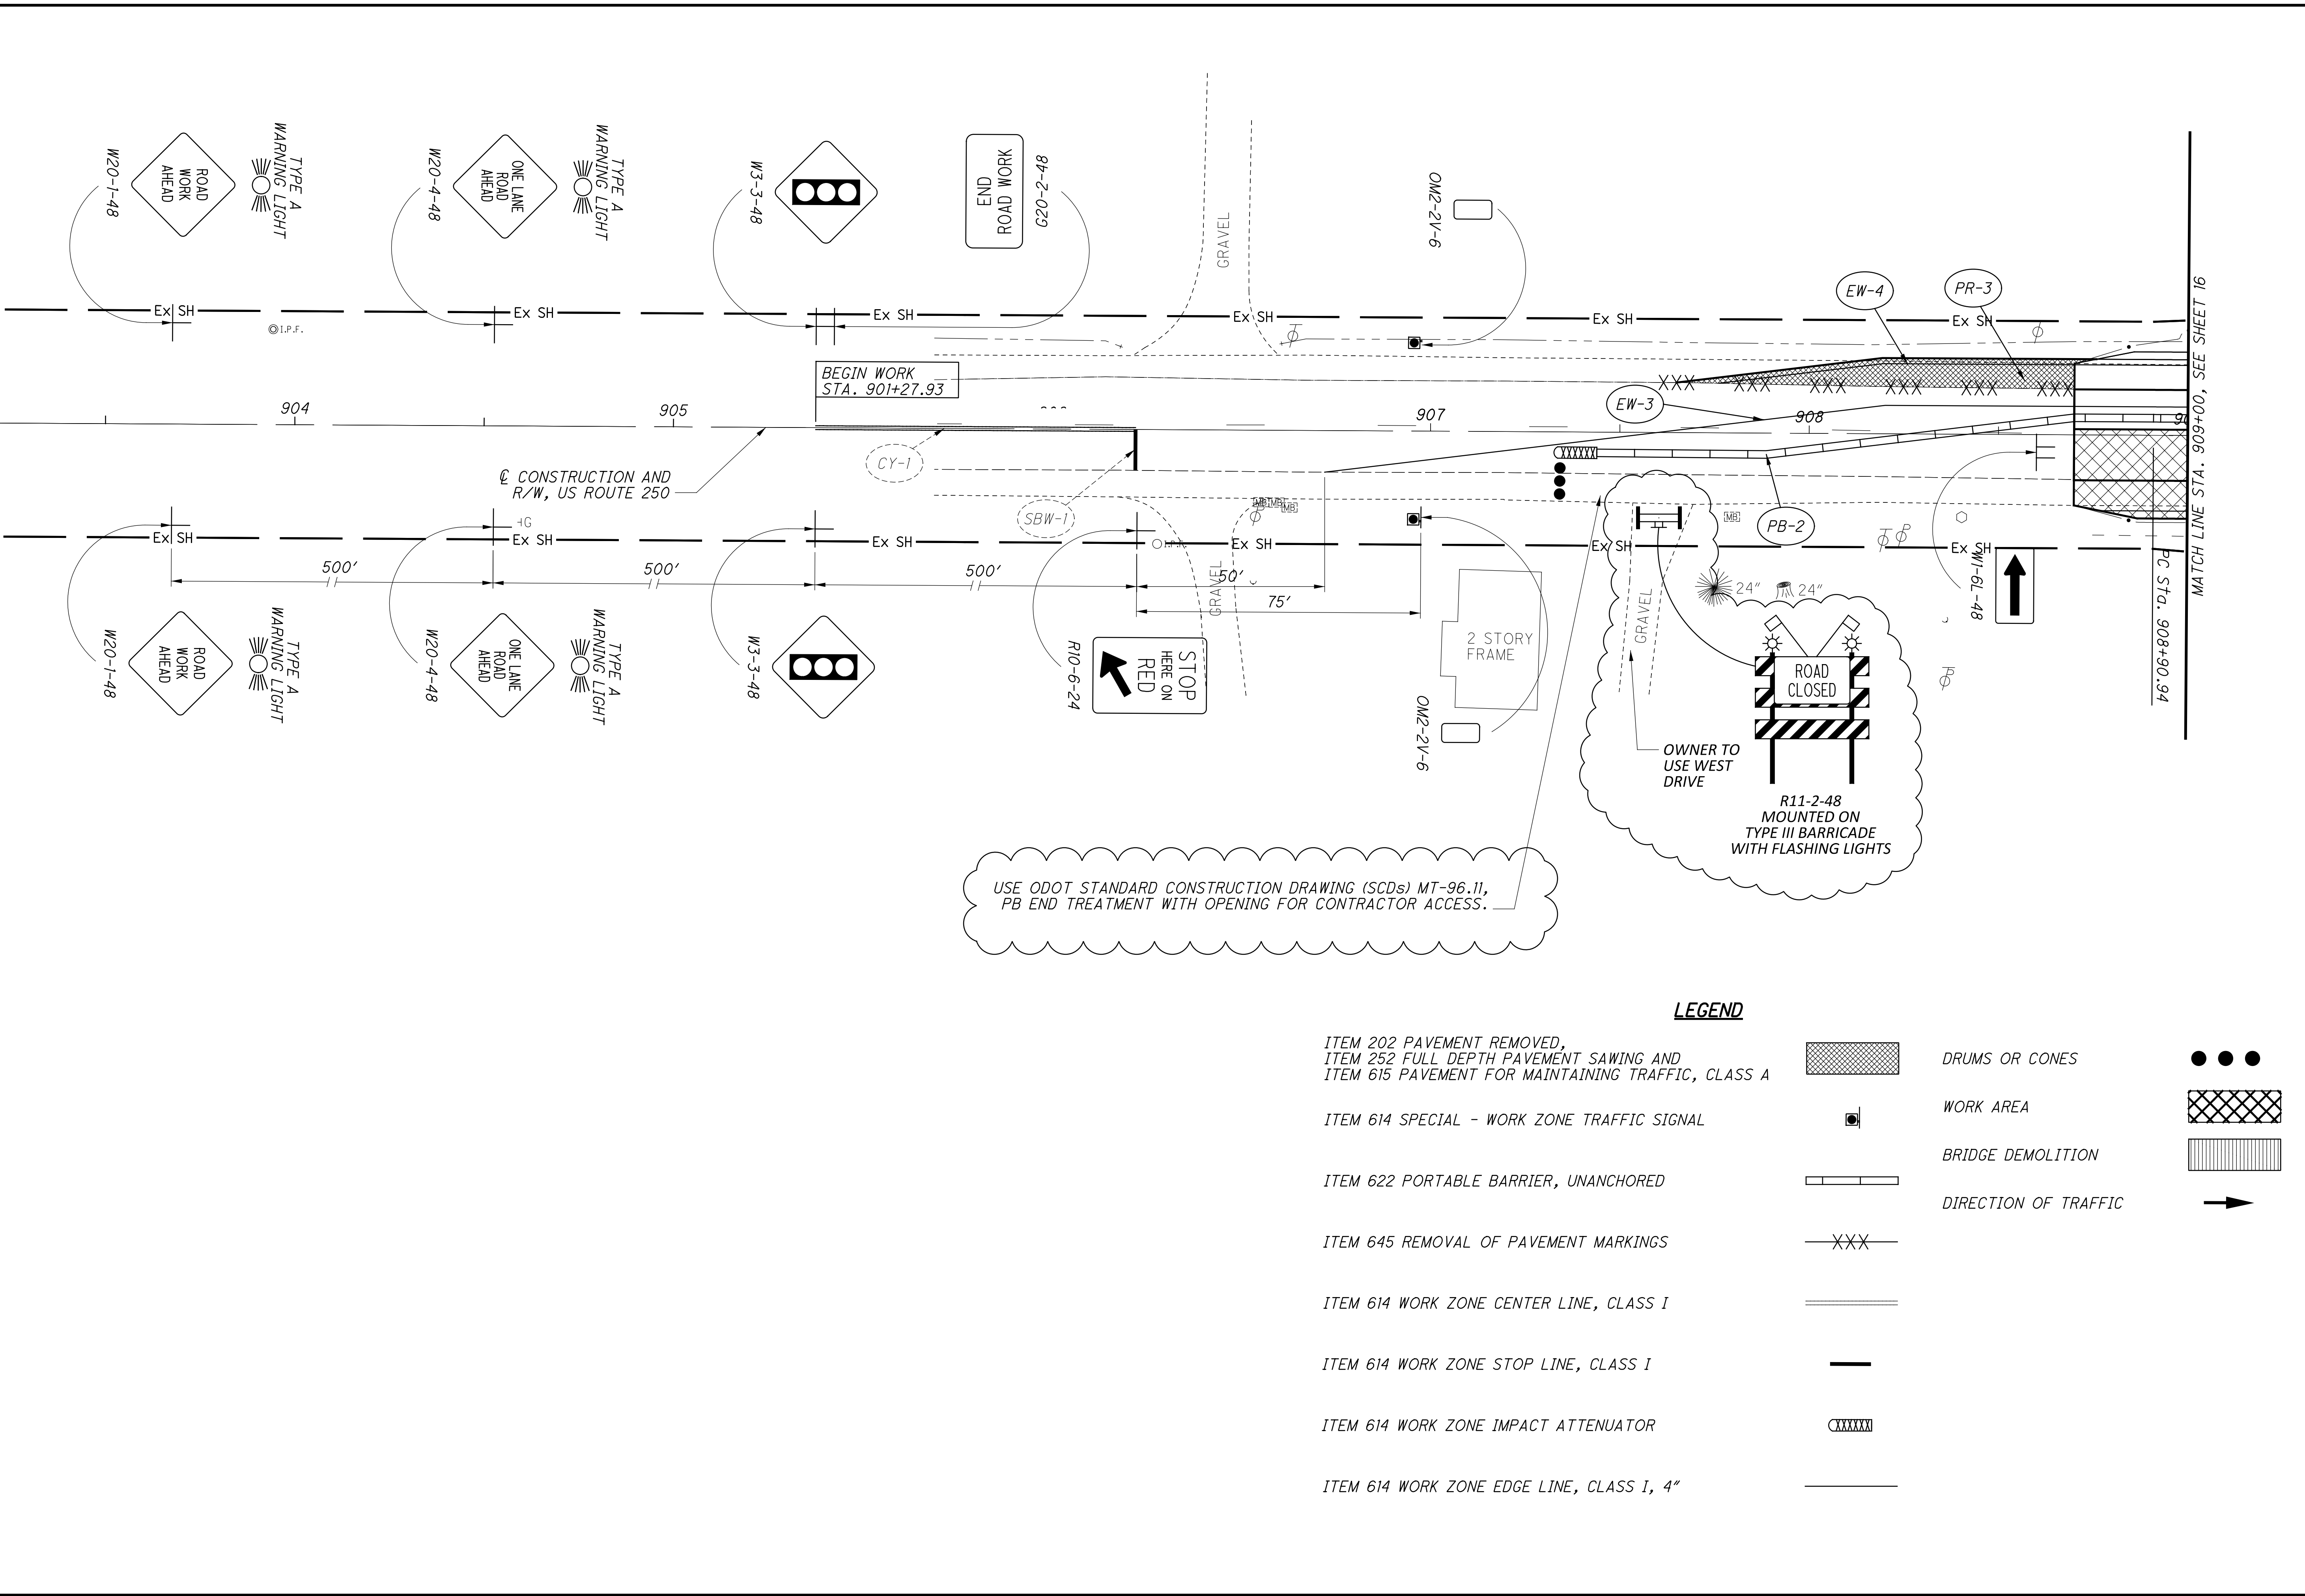 W20-1-48
ROAD
WORK
AHEAD
TYPE A
WARNING LIGHT
W20-4-48
ONE LANE
ROAD
AHEAD
TYPE A
WARNING LIGHT
W3-3-48
END
ROAD WORK
G20-2-48
GRAVEL
OM2-2V-6
EW-4
PR-3
Ex SH
Ex SH
Ex SH
Ex SH
Ex SH
Ex SH
I.P.F.
BEGIN WORK
STA. 901+27.93
904
905
907
908
EW-3
MATCH LINE STA. 909+00, SEE SHEET 16
℄ CONSTRUCTION AND
R/W, US ROUTE 250
CY-1
SBW-1
MB
MB
MB
MB
PB-2
HG
I.P.F.
Ex SH
Ex SH
Ex SH
Ex SH
Ex SH
Ex SH
500'
500'
500'
50'
75'
GRAVEL
GRAVEL
24"
24"
W1-6L-48
PC Sta. 908+90.94
W20-1-48
ROAD
WORK
AHEAD
TYPE A
WARNING LIGHT
W20-4-48
ONE LANE
ROAD
AHEAD
TYPE A
WARNING LIGHT
W3-3-48
R10-6-24
STOP
HERE ON
RED
2 STORY
FRAME
OM2-2V-6
ROAD
CLOSED
OWNER TO
USE WEST
DRIVE
R11-2-48
MOUNTED ON
TYPE III BARRICADE
WITH FLASHING LIGHTS
USE ODOT STANDARD CONSTRUCTION DRAWING (SCDs) MT-96.11,
PB END TREATMENT WITH OPENING FOR CONTRACTOR ACCESS.
LEGEND
ITEM 202 PAVEMENT REMOVED,
ITEM 252 FULL DEPTH PAVEMENT SAWING AND
ITEM 615 PAVEMENT FOR MAINTAINING TRAFFIC, CLASS A
ITEM 614 SPECIAL - WORK ZONE TRAFFIC SIGNAL
ITEM 622 PORTABLE BARRIER, UNANCHORED
ITEM 645 REMOVAL OF PAVEMENT MARKINGS
ITEM 614 WORK ZONE CENTER LINE, CLASS I
ITEM 614 WORK ZONE STOP LINE, CLASS I
ITEM 614 WORK ZONE IMPACT ATTENUATOR
ITEM 614 WORK ZONE EDGE LINE, CLASS I, 4"
DRUMS OR CONES
WORK AREA
BRIDGE DEMOLITION
DIRECTION OF TRAFFIC